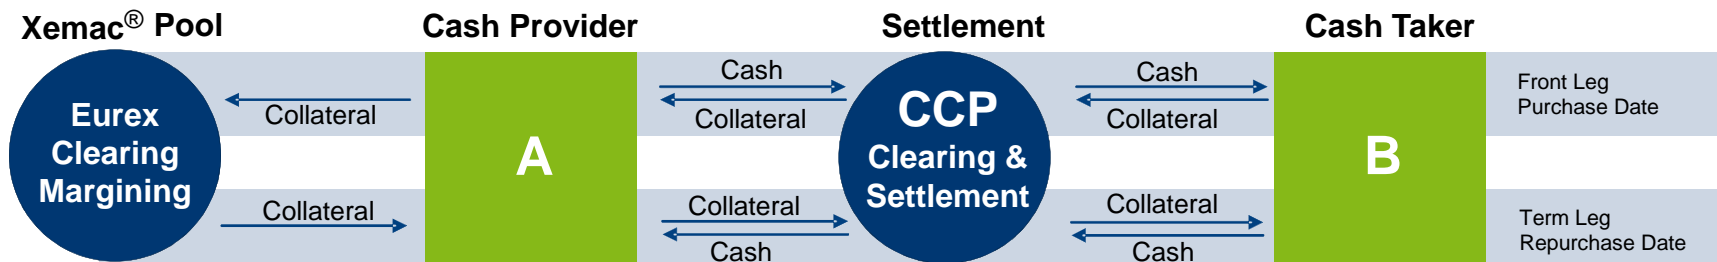 Xemac® Pool
Cash Provider
Settlement
Cash Taker
Eurex
Clearing
Margining
Collateral
A
Cash
Collateral
CCP
Clearing &
Settlement
Cash
Collateral
B
Front Leg
Purchase Date
Collateral
Collateral
Cash
Collateral
Cash
Term Leg
Repurchase Date